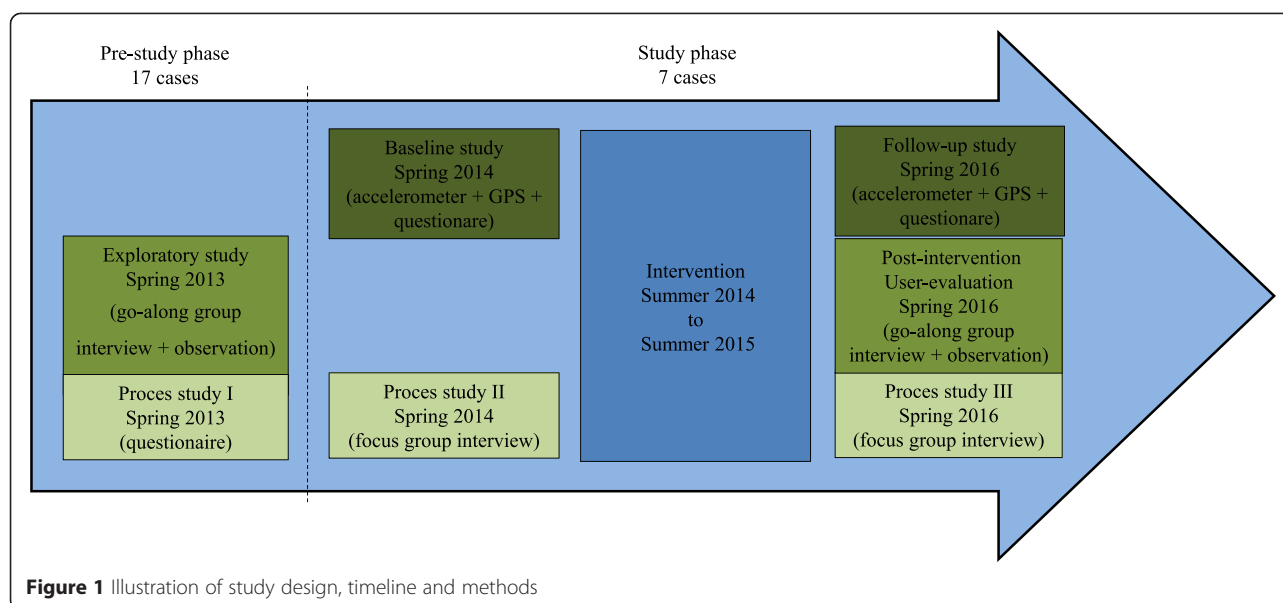 Pre-study phase
17 cases
Study phase
7 cases
Exploratory study
Spring 2013
(go-along group
interview + observation)
Proces study I
Spring 2013
(questionaire)
Baseline study
Spring 2014
(accelerometer + GPS +
questionare)
Proces study II
Spring 2014
(focus group interview)
Intervention
Summer 2014
to
Summer 2015
Follow-up study
Spring 2016
(accelerometer + GPS +
questionare)
Post-intervention
User-evaluation
Spring 2016
(go-along group
interview + observation)
Proces study III
Spring 2016
(focus group interview)
Figure 1 Illustration of study design, timeline and methods